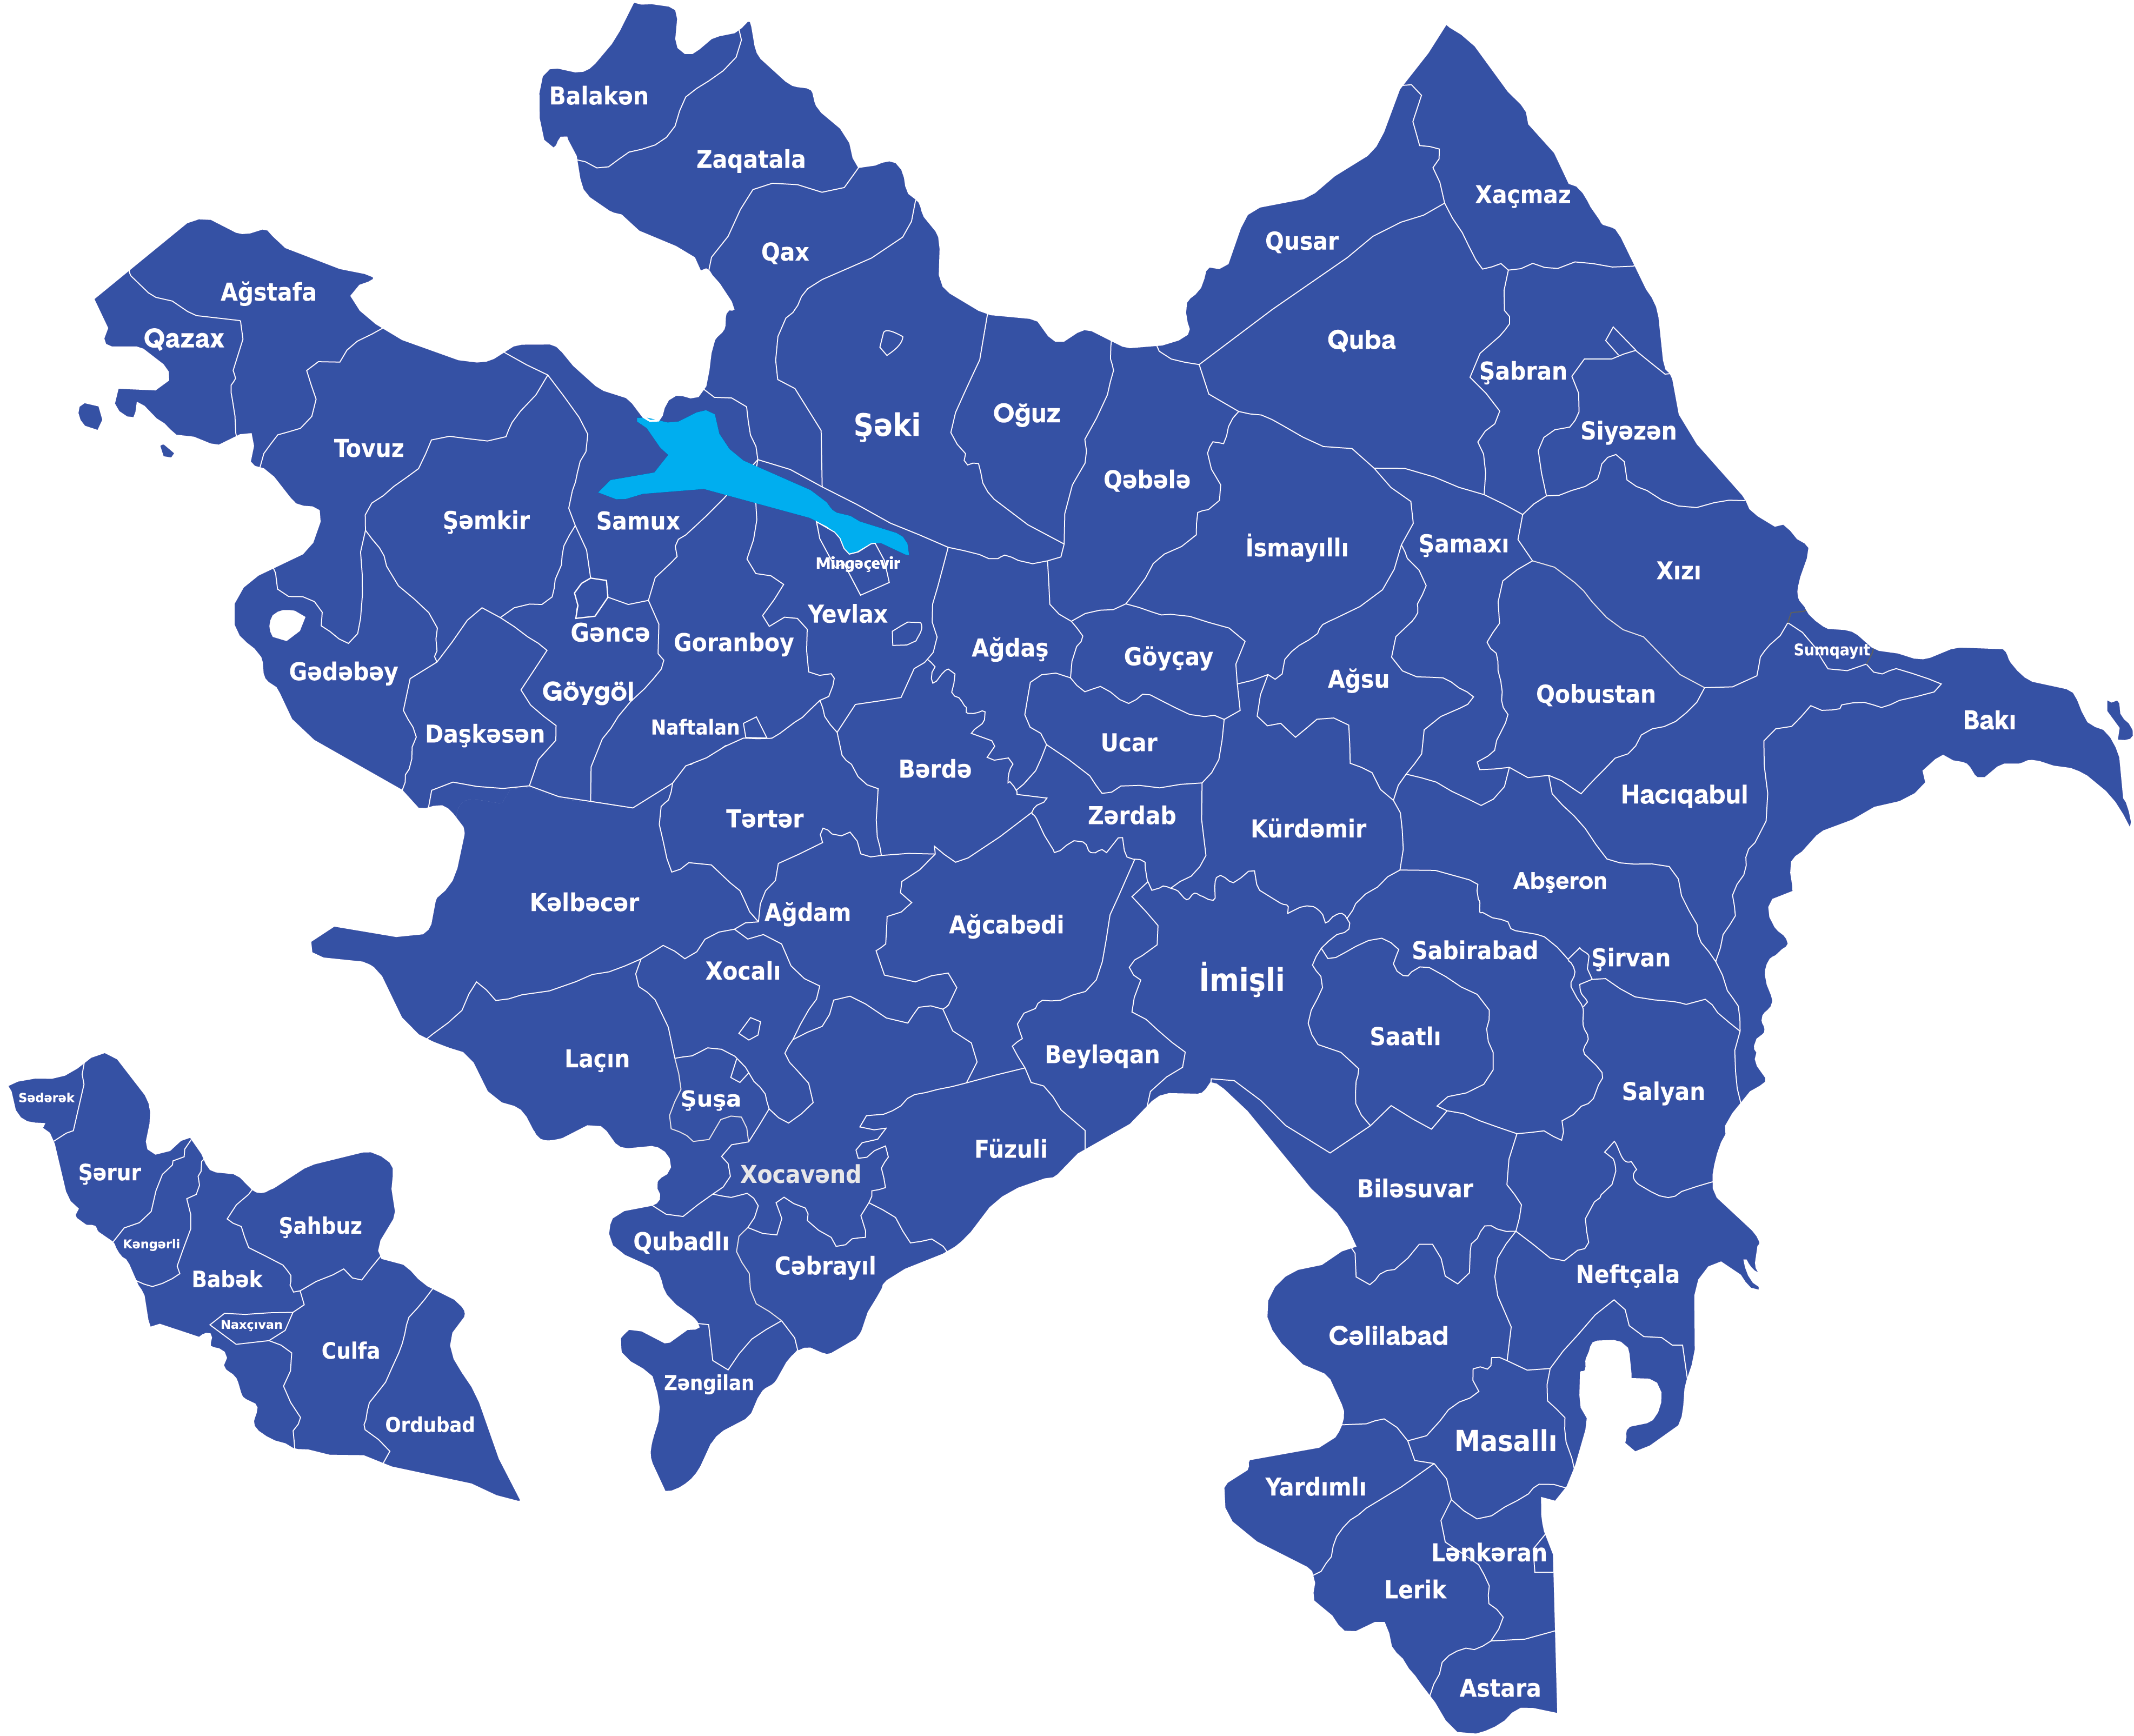 Balakən
Zaqatala
Xaçmaz
Qusar
Qax
Ağstafa
Qazax
Quba
Şabran
Oğuz
Şəki
Siyəzən
Tovuz
Qəbələ
Şəmkir
Samux
Şamaxı
İsmayıllı
Mingəçevir
Xızı
Yevlax
Gəncə
Goranboy
Ağdaş
Sumqayıt
Göyçay
Gədəbəy
Ağsu
Göygöl
Qobustan
Bakı
Naftalan
Daşkəsən
Ucar
Bərdə
Hacıqabul
Zərdab
Tərtər
Kürdəmir
Abşeron
Kəlbəcər
Ağdam
Ağcabədi
Sabirabad
Şirvan
Xocalı
İmişli
Saatlı
Beyləqan
Laçın
Salyan
Sədərək
Şuşa
Füzuli
Şərur
Xocavənd
Biləsuvar
Şahbuz
Qubadlı
Kəngərli
Cəbrayıl
Neftçala
Babək
Naxçıvan
Cəlilabad
Culfa
Zəngilan
Ordubad
Masallı
Yardımlı
Lənkəran
Lerik
Astara